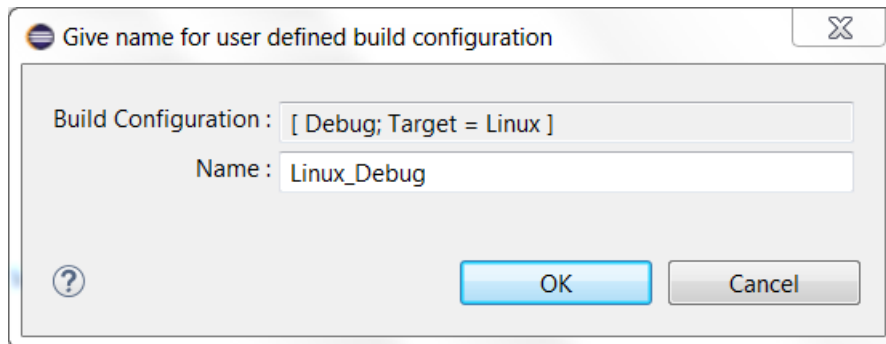 Give name for user defined build configuration
Build Configuration : [ Debug; Target = Linux ]
Name : Linux_Debug
? OK Cancel